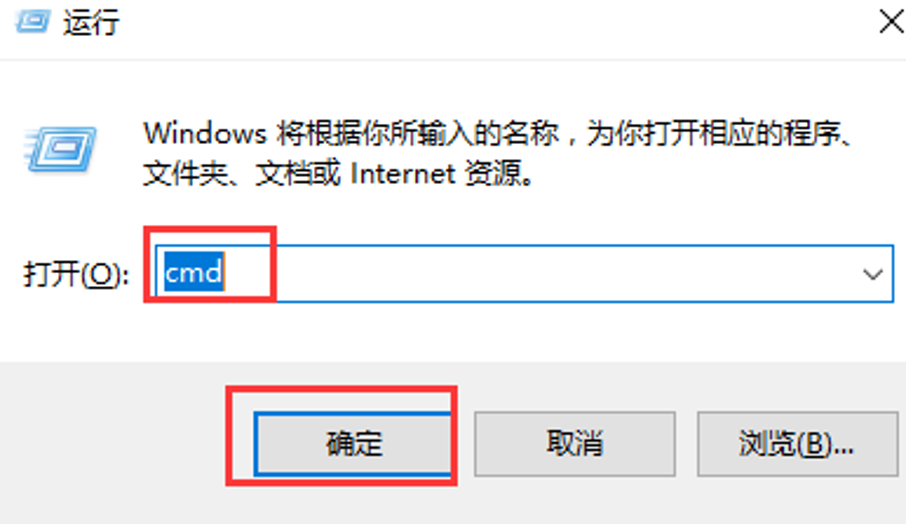 运行
Windows 将根据你所输入的名称，为你打开相应的程序、
文件夹、文档或 Internet 资源。
打开(O): cmd
确定 取消 浏览(B)...